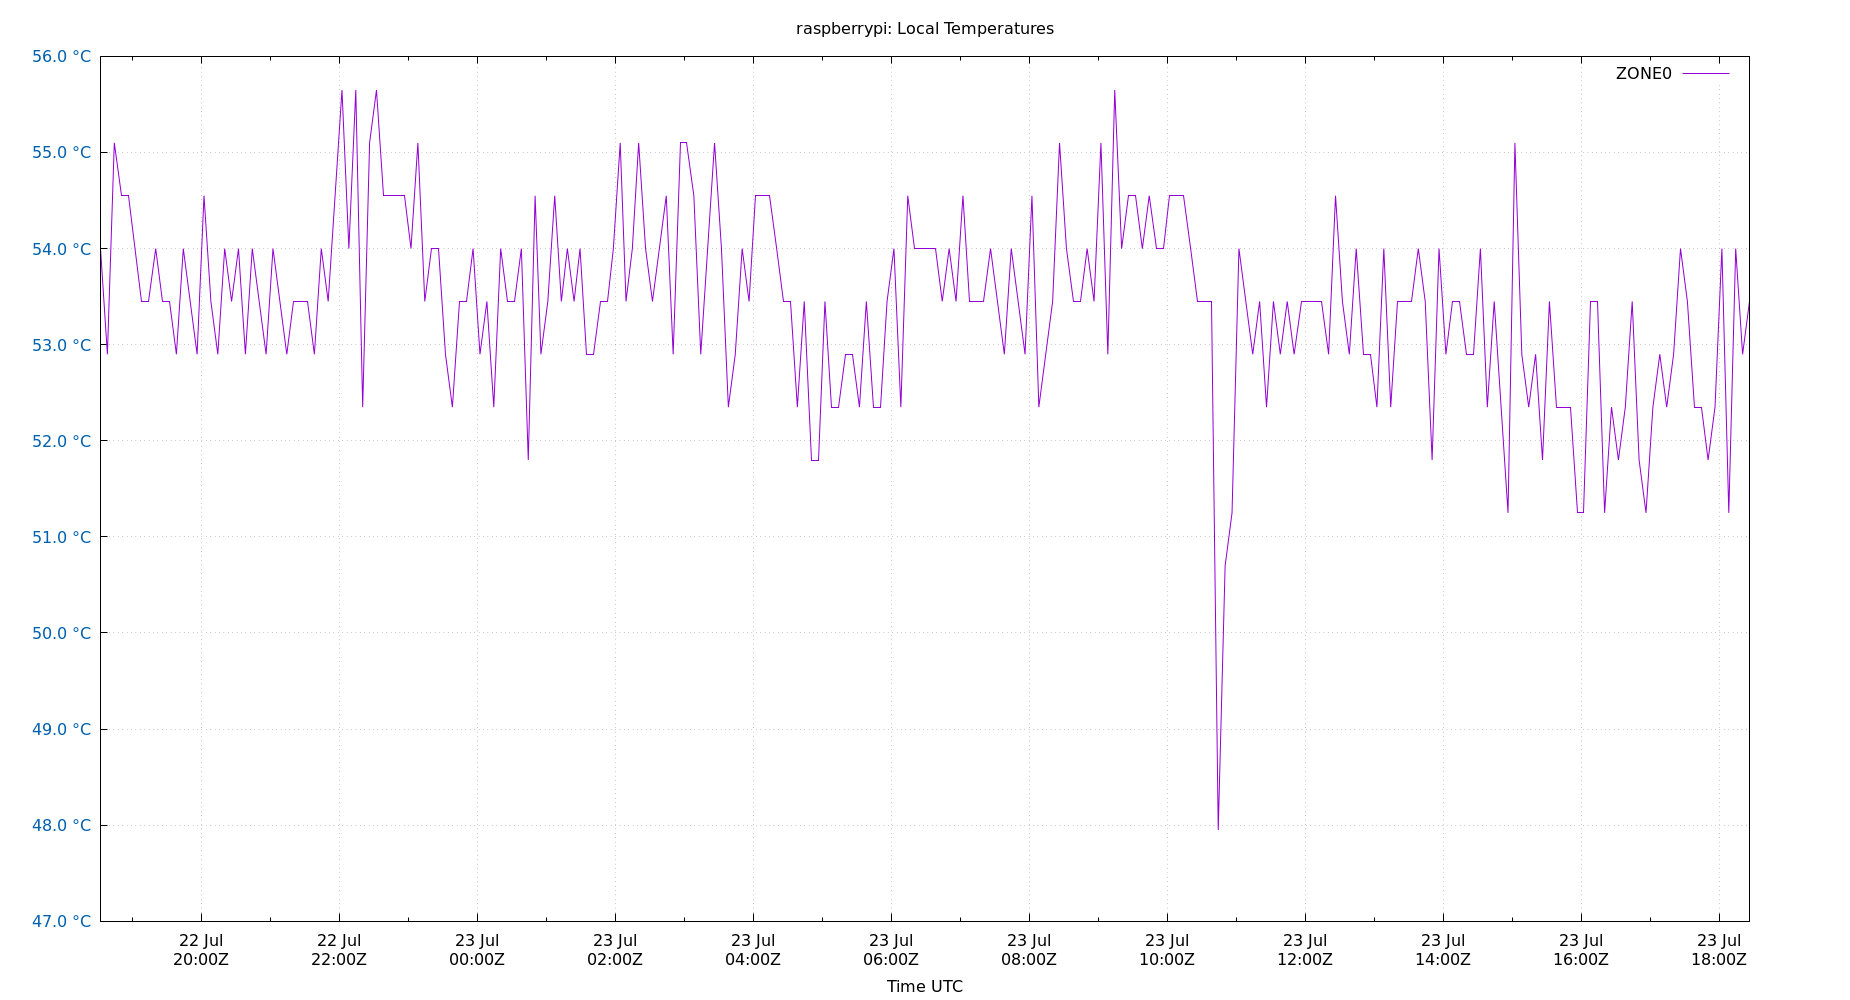 raspberrypi: Local Temperatures
ZONE0
56.0 °C
55.0 °C
54.0 °C
53.0 °C
52.0 °C
51.0 °C
50.0 °C
49.0 °C
48.0 °C
47.0 °C
22 Jul 22 Jul 23 Jul 23 Jul 23 Jul 23 Jul 23 Jul 23 Jul 23 Jul 23 Jul 23 Jul 23 Jul
20:00Z 22:00Z 00:00Z 02:00Z 04:00Z 06:00Z 08:00Z 10:00Z 12:00Z 14:00Z 16:00Z 18:00Z
Time UTC